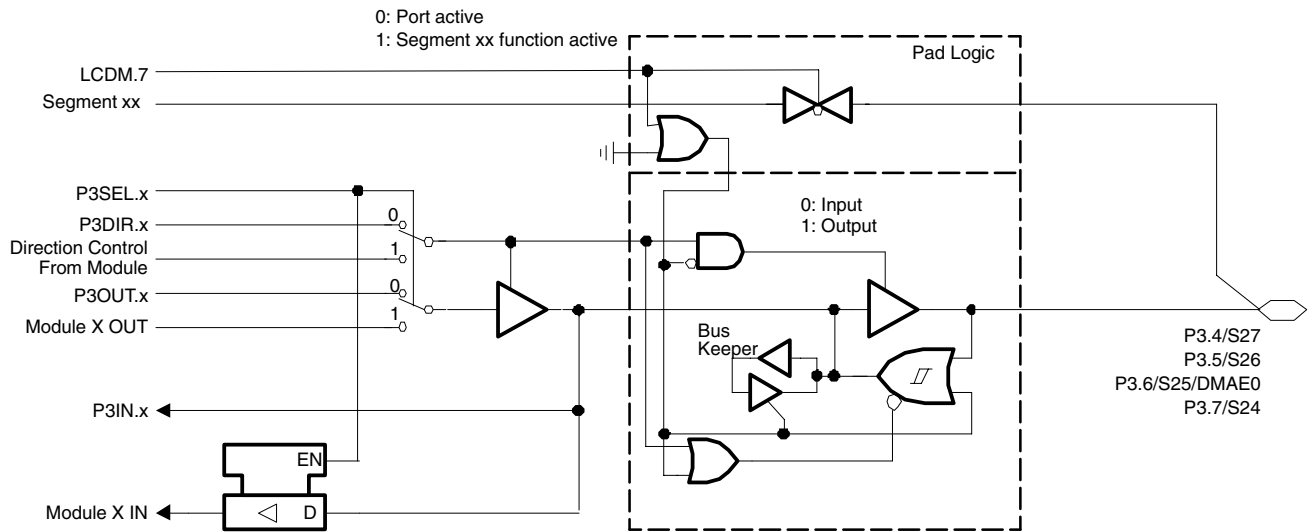 0: Port active
1: Segment xx function active
Pad Logic
LCDM.7
Segment xx
P3SEL.x
0: Input
1: Output
P3DIR.x
0
Direction Control
From Module
1
P3OUT.x
0
Module X OUT
1
Bus
Keeper
P3.4/S27
P3.5/S26
P3.6/S25/DMAE0
P3.7/S24
P3IN.x
EN
Module X IN
D